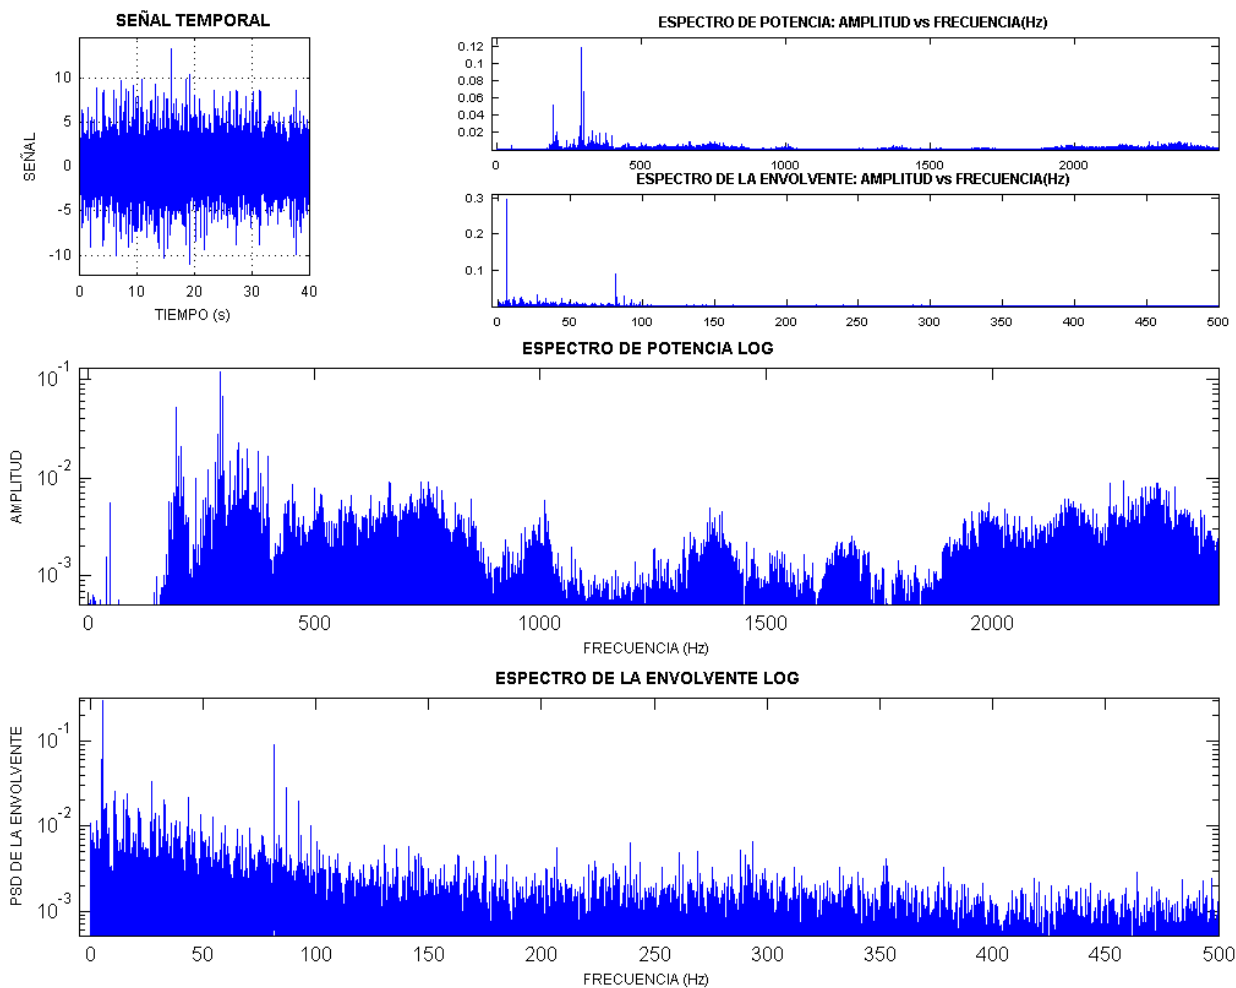 SEÑAL TEMPORAL
SEÑAL
10
5
0
-5
-10
0 10 20 30 40
TIEMPO (s)
ESPECTRO DE POTENCIA: AMPLITUD vs FRECUENCIA(Hz)
0.12
0.1
0.08
0.06
0.04
0.02
0 500 1000 1500 2000
ESPECTRO DE LA ENVOLVENTE: AMPLITUD vs FRECUENCIA(Hz)
0.3
0.2
0.1
0 50 100 150 200 250 300 350 400 450 500
ESPECTRO DE POTENCIA LOG
AMPLITUD
10^-1
10^-2
10^-3
0 500 1000 1500 2000
FRECUENCIA (Hz)
ESPECTRO DE LA ENVOLVENTE LOG
PSD DE LA ENVOLVENTE
10^-1
10^-2
10^-3
0 50 100 150 200 250 300 350 400 450 500
FRECUENCIA (Hz)